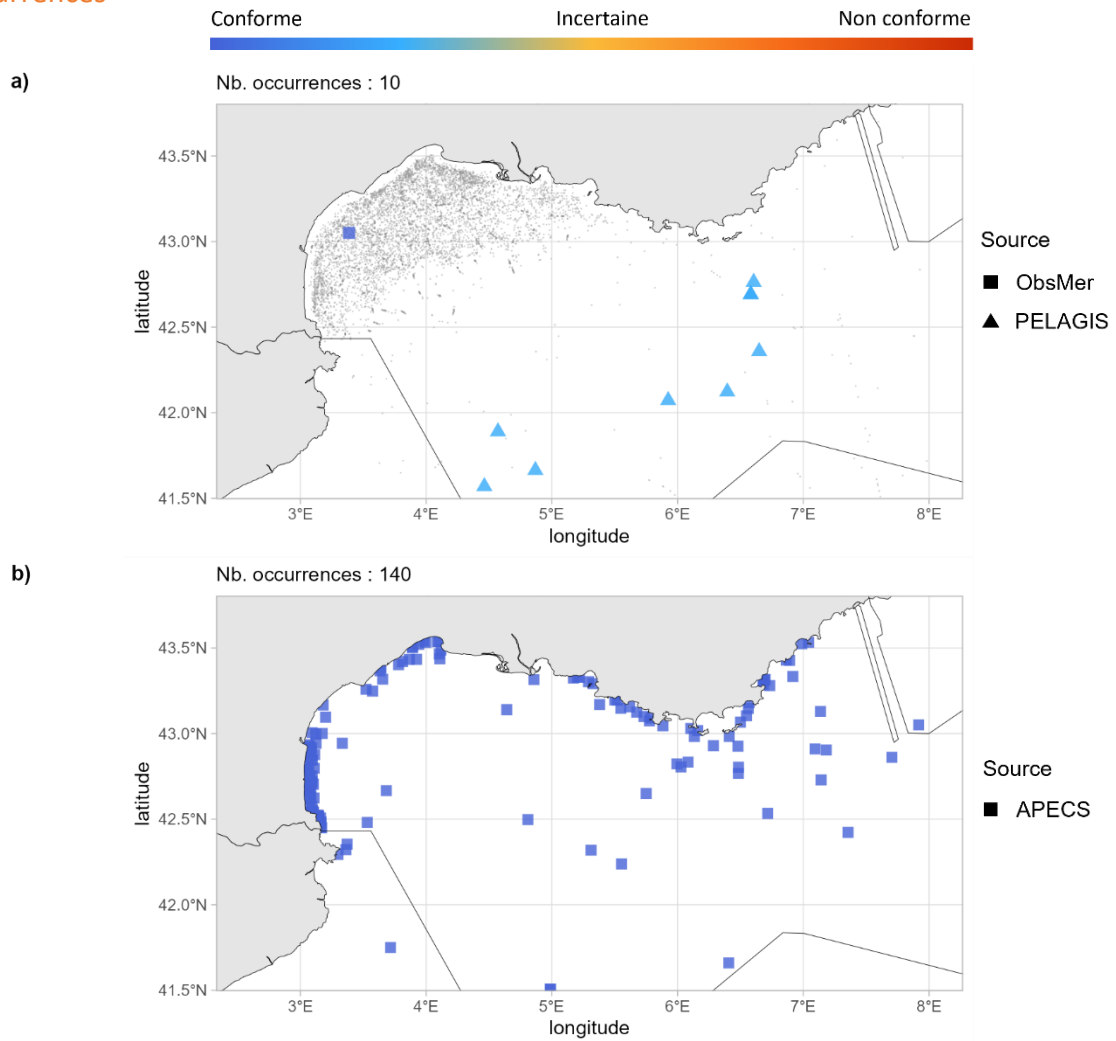 Conforme Incertaine Non conforme
a)
Nb. occurrences : 10
43.5°N
43.0°N
42.5°N
42.0°N
41.5°N
latitude
3°E 4°E 5°E 6°E 7°E 8°E
longitude
Source
ObsMer
PELAGIS
b)
Nb. occurrences : 140
43.5°N
43.0°N
42.5°N
42.0°N
41.5°N
latitude
3°E 4°E 5°E 6°E 7°E 8°E
longitude
Source
APECS